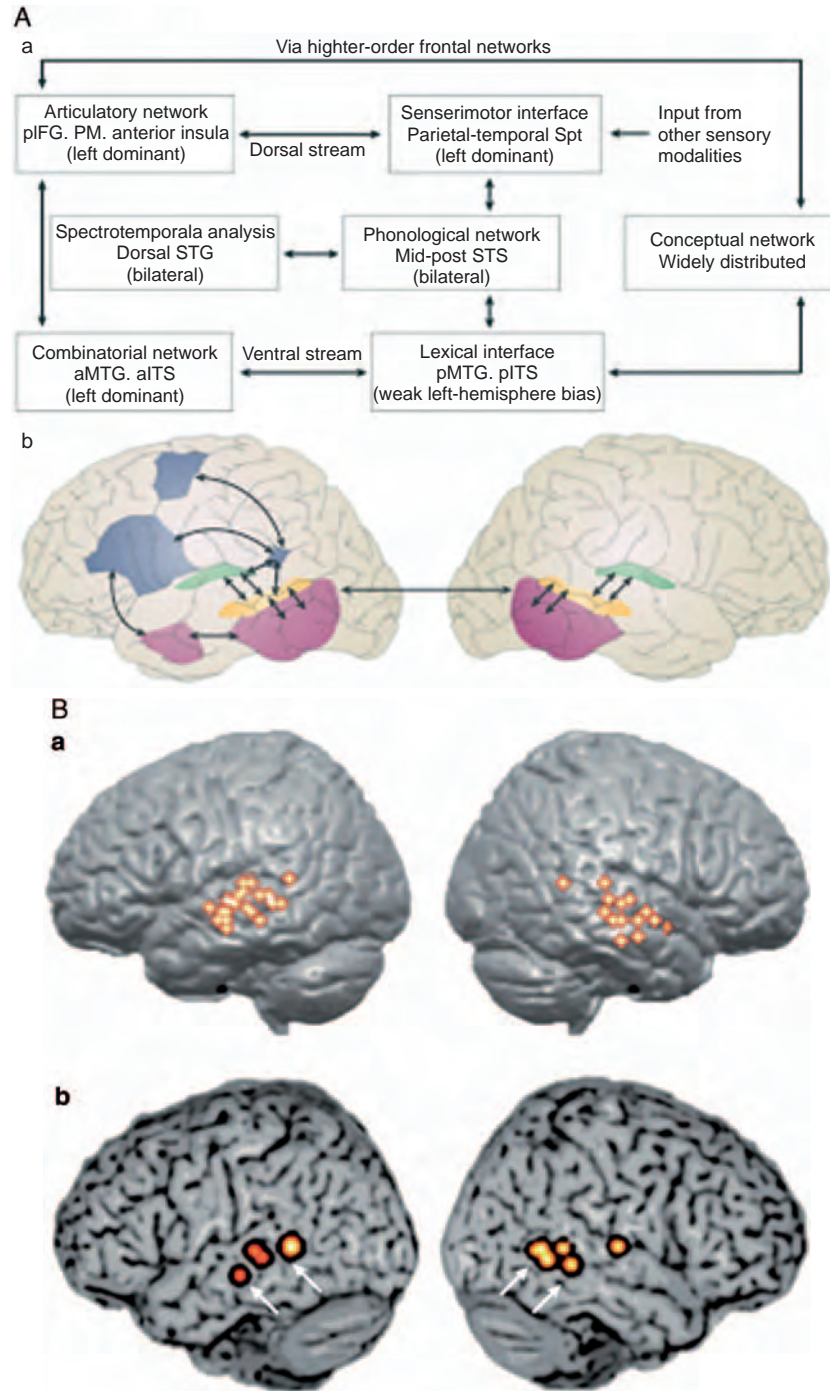 A
a
Via highter-order frontal networks
Articulatory network
pIFG. PM. anterior insula
(left dominant)
Dorsal stream
Senserimotor interface
Parietal-temporal Spt
(left dominant)
Input from
other sensory
modalities
Spectrotemporala analysis
Dorsal STG
(bilateral)
Phonological network
Mid-post STS
(bilateral)
Conceptual network
Widely distributed
Combinatorial network
aMTG. aITS
(left dominant)
Ventral stream
Lexical interface
pMTG. pITS
(weak left-hemisphere bias)
b
B
a
b